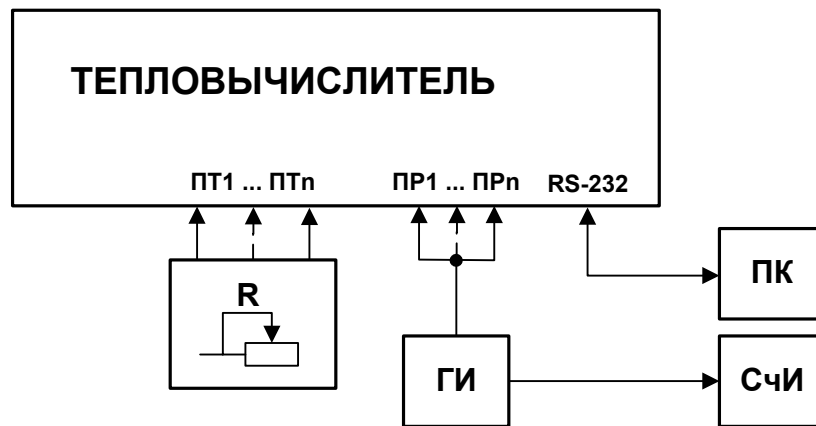 ТЕПЛОВЫЧИСЛИТЕЛЬ
ПТ1 ... ПТn ПР1 ... ПРn RS-232
R
ПК
ГИ
СчИ